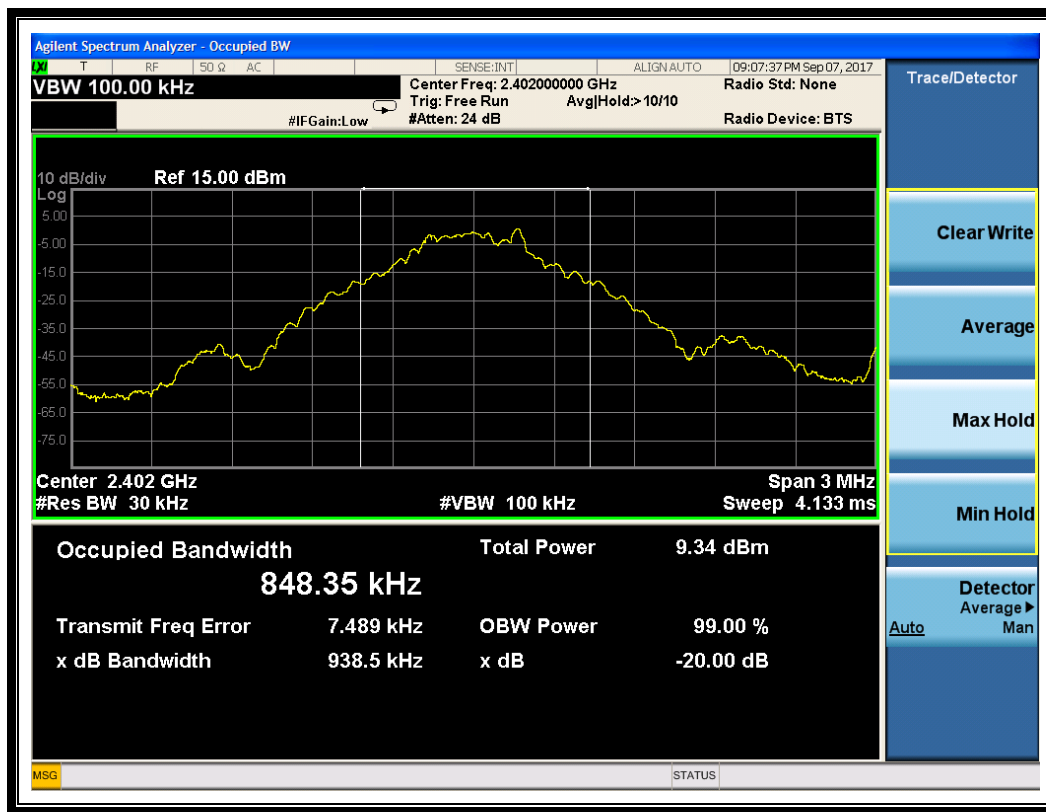 Agilent Spectrum Analyzer - Occupied BW
LXI T RF 50 Ω AC SENSE:INT ALIGN AUTO 09:07:37 PM Sep 07, 2017
VBW 100.00 kHz
Center Freq: 2.402000000 GHz Radio Std: None
Trig: Free Run Avg|Hold:>10/10
#IFGain:Low #Atten: 24 dB Radio Device: BTS
10 dB/div Ref 15.00 dBm
Log
5.00
-5.00
-15.0
-25.0
-35.0
-45.0
-55.0
-65.0
-75.0
Center 2.402 GHz Span 3 MHz
#Res BW 30 kHz #VBW 100 kHz Sweep 4.133 ms
Occupied Bandwidth Total Power 9.34 dBm
848.35 kHz
Transmit Freq Error 7.489 kHz OBW Power 99.00 %
x dB Bandwidth 938.5 kHz x dB -20.00 dB
Trace/Detector
Clear Write
Average
Max Hold
Min Hold
Detector
Average▶
Auto Man
MSG STATUS